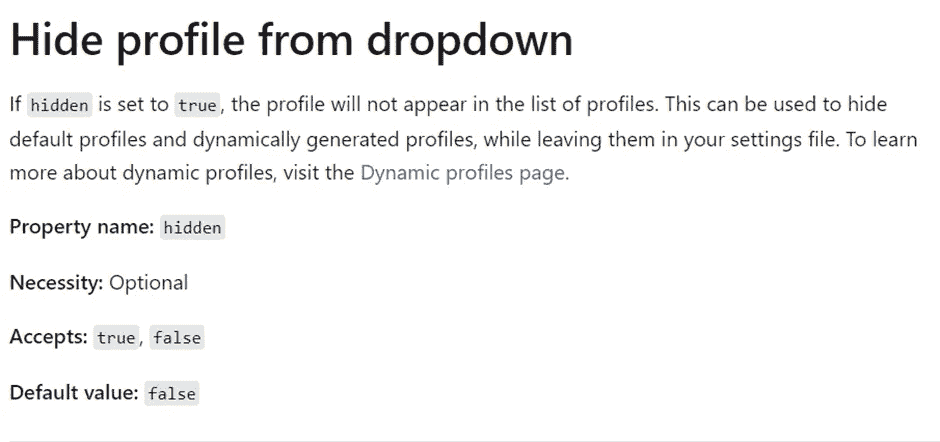 Hide profile from dropdown
If hidden is set to true, the profile will not appear in the list of profiles. This can be used to hide
default profiles and dynamically generated profiles, while leaving them in your settings file. To learn
more about dynamic profiles, visit the Dynamic profiles page.
Property name: hidden
Necessity: Optional
Accepts: true, false
Default value: false